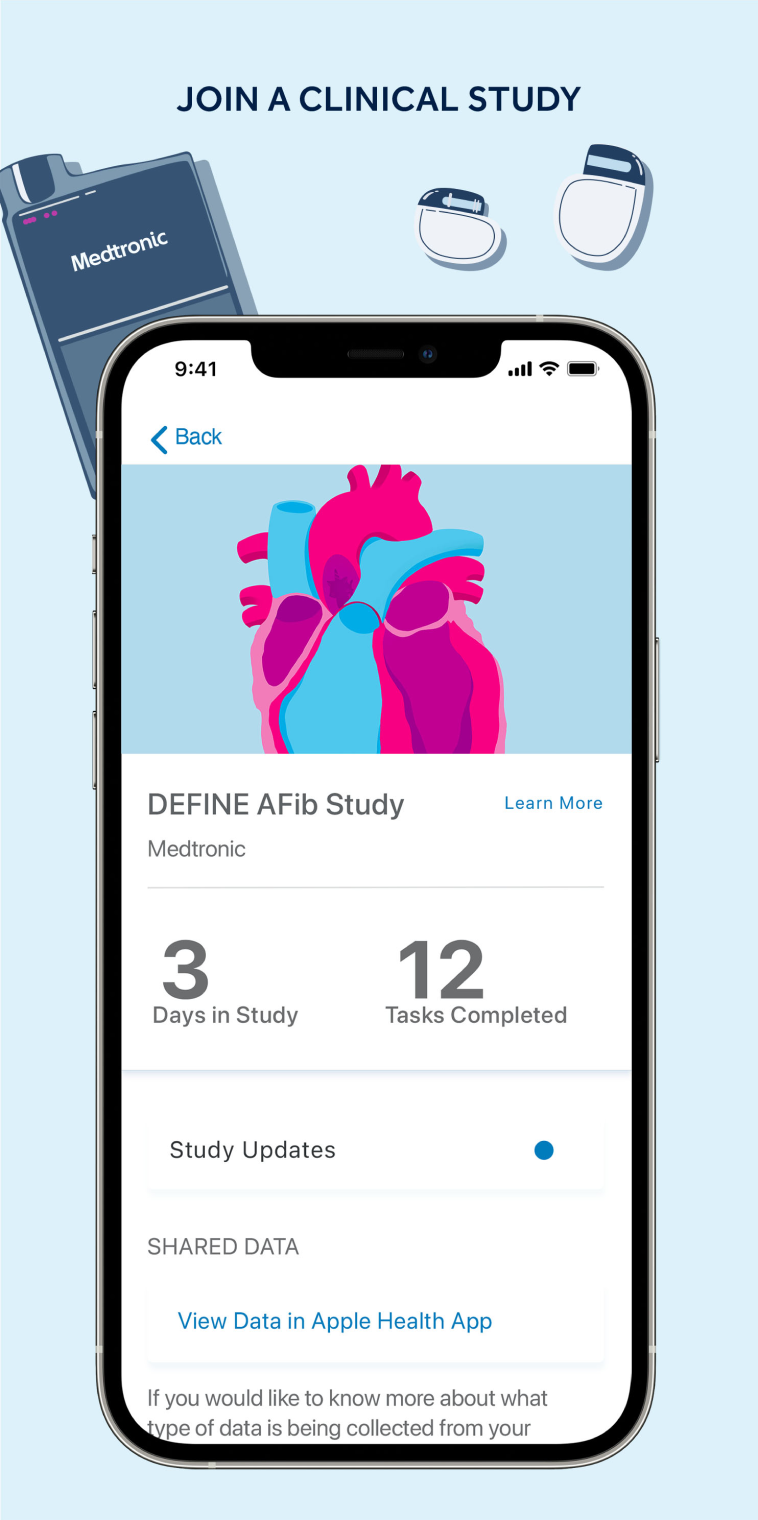 JOIN A CLINICAL STUDY
Medtronic
9:41
Back
DEFINE AFib Study
Learn More
Medtronic
3
12
Days in Study
Tasks Completed
Study Updates
SHARED DATA
View Data in Apple Health App
If you would like to know more about what
type of data is being collected from your